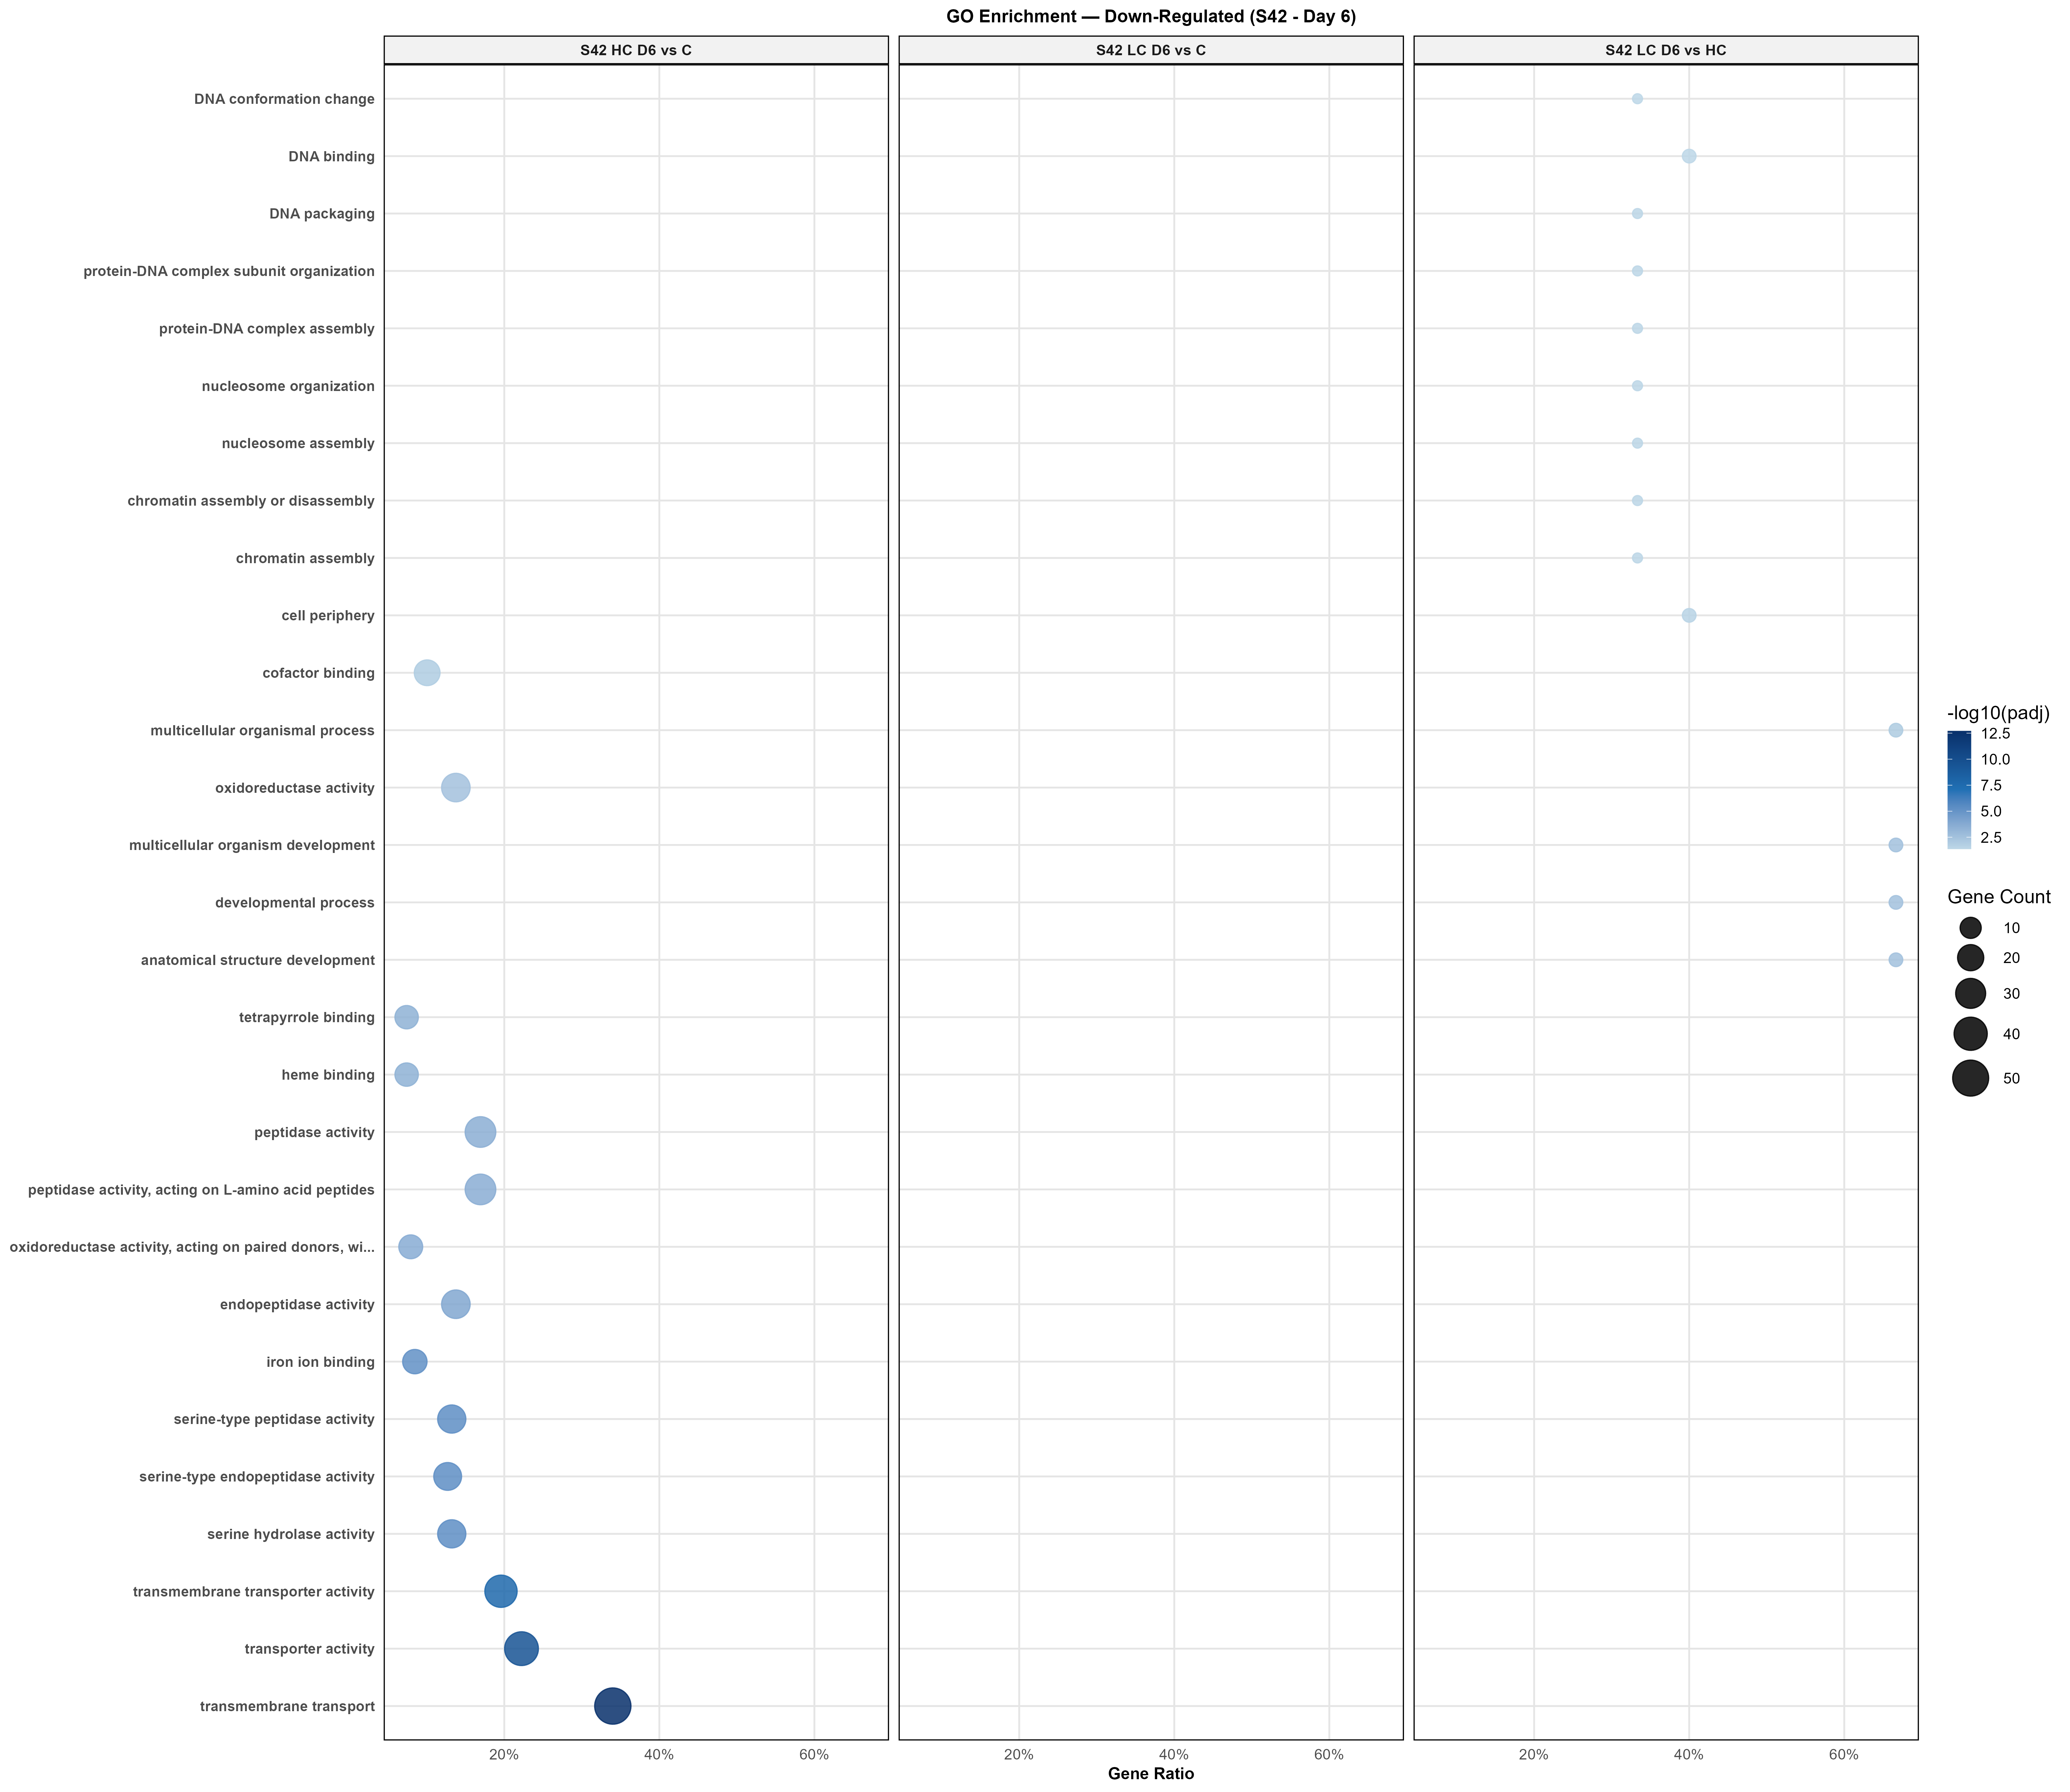 GO Enrichment — Down-Regulated (S42 - Day 6)
S42 HC D6 vs C
S42 LC D6 vs C
S42 LC D6 vs HC
DNA conformation change
DNA binding
DNA packaging
protein-DNA complex subunit organization
protein-DNA complex assembly
nucleosome organization
nucleosome assembly
chromatin assembly or disassembly
chromatin assembly
cell periphery
cofactor binding
multicellular organismal process
oxidoreductase activity
multicellular organism development
developmental process
anatomical structure development
tetrapyrrole binding
heme binding
peptidase activity
peptidase activity, acting on L-amino acid peptides
oxidoreductase activity, acting on paired donors, wi...
endopeptidase activity
iron ion binding
serine-type peptidase activity
serine-type endopeptidase activity
serine hydrolase activity
transmembrane transporter activity
transporter activity
transmembrane transport
20%
40%
60%
20%
40%
60%
20%
40%
60%
Gene Ratio
-log10(padj)
12.5
10.0
7.5
5.0
2.5
Gene Count
10
20
30
40
50